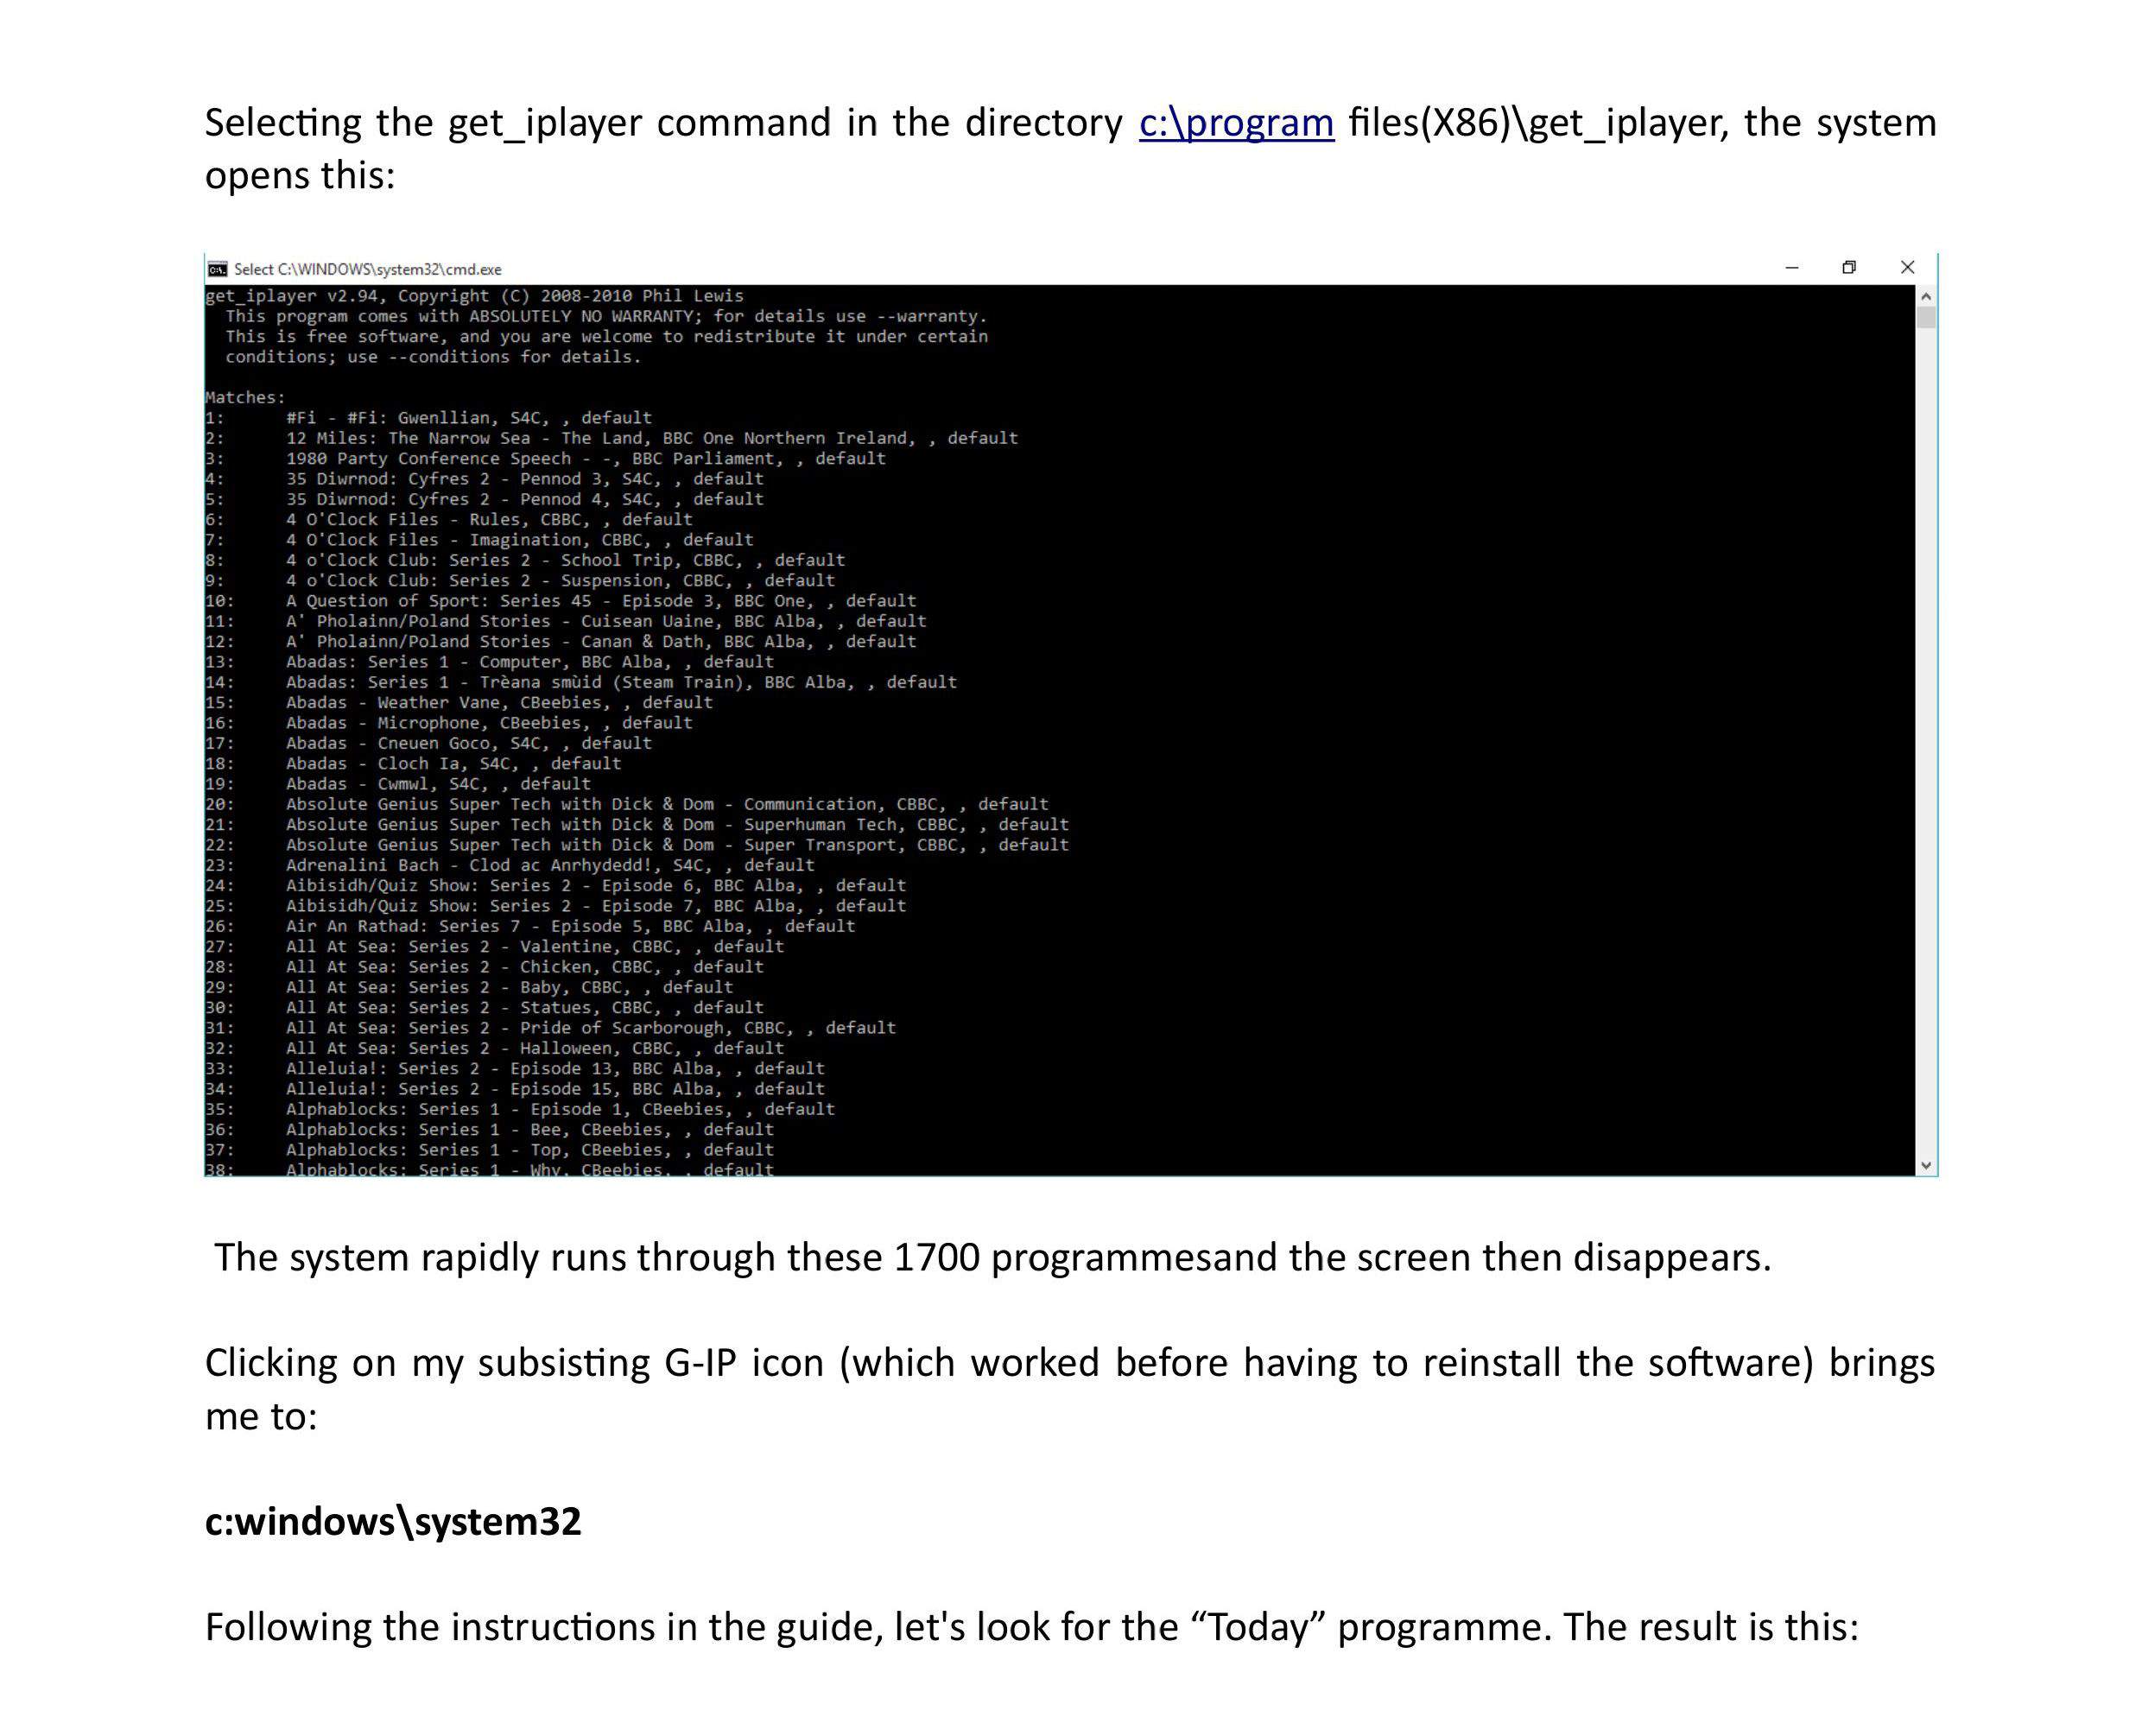 Selecting the get_iplayer command in the directory c:\program files(X86)\get_iplayer, the system
opens this:
Select C:\WINDOWS\system32\cmd.exe
get_iplayer v2.94, Copyright (C) 2008-2010 Phil Lewis
This program comes with ABSOLUTELY NO WARRANTY; for details use --warranty.
This is free software, and you are welcome to redistribute it under certain
conditions; use --conditions for details.
Matches:
1: #Fi - #Fi: Gwenllian, S4C, , default
2: 12 Miles: The Narrow Sea - The Land, BBC One Northern Ireland, , default
3: 1980 Party Conference Speech - -, BBC Parliament, , default
4: 35 Diwrnod: Cyfres 2 - Pennod 3, S4C, , default
5: 35 Diwrnod: Cyfres 2 - Pennod 4, S4C, , default
6: 4 O'Clock Files - Rules, CBBC, , default
7: 4 O'Clock Files - Imagination, CBBC, , default
8: 4 o'Clock Club: Series 2 - School Trip, CBBC, , default
9: 4 o'Clock Club: Series 2 - Suspension, CBBC, , default
10: A Question of Sport: Series 45 - Episode 3, BBC One, , default
11: A' Pholainn/Poland Stories - Cuisean Uaine, BBC Alba, , default
12: A' Pholainn/Poland Stories - Canan & Dath, BBC Alba, , default
13: Abadas: Series 1 - Computer, BBC Alba, , default
14: Abadas: Series 1 - Trèana smùid (Steam Train), BBC Alba, , default
15: Abadas - Weather Vane, CBeebies, , default
16: Abadas - Microphone, CBeebies, , default
17: Abadas - Cneuen Goco, S4C, , default
18: Abadas - Cloch Ia, S4C, , default
19: Abadas - Cwmwl, S4C, , default
20: Absolute Genius Super Tech with Dick & Dom - Communication, CBBC, , default
21: Absolute Genius Super Tech with Dick & Dom - Superhuman Tech, CBBC, , default
22: Absolute Genius Super Tech with Dick & Dom - Super Transport, CBBC, , default
23: Adrenalini Bach - Clod ac Anrhydedd!, S4C, , default
24: Aibisidh/Quiz Show: Series 2 - Episode 6, BBC Alba, , default
25: Aibisidh/Quiz Show: Series 2 - Episode 7, BBC Alba, , default
26: Air An Rathad: Series 7 - Episode 5, BBC Alba, , default
27: All At Sea: Series 2 - Valentine, CBBC, , default
28: All At Sea: Series 2 - Chicken, CBBC, , default
29: All At Sea: Series 2 - Baby, CBBC, , default
30: All At Sea: Series 2 - Statues, CBBC, , default
31: All At Sea: Series 2 - Pride of Scarborough, CBBC, , default
32: All At Sea: Series 2 - Halloween, CBBC, , default
33: Alleluia!: Series 2 - Episode 13, BBC Alba, , default
34: Alleluia!: Series 2 - Episode 15, BBC Alba, , default
35: Alphablocks: Series 1 - Episode 1, CBeebies, , default
36: Alphablocks: Series 1 - Bee, CBeebies, , default
37: Alphablocks: Series 1 - Top, CBeebies, , default
38: Alphablocks: Series 1 - Why, CBeebies, , default
The system rapidly runs through these 1700 programmesand the screen then disappears.
Clicking on my subsisting G-IP icon (which worked before having to reinstall the software) brings
me to:
c:windows\system32
Following the instructions in the guide, let's look for the “Today” programme. The result is this: